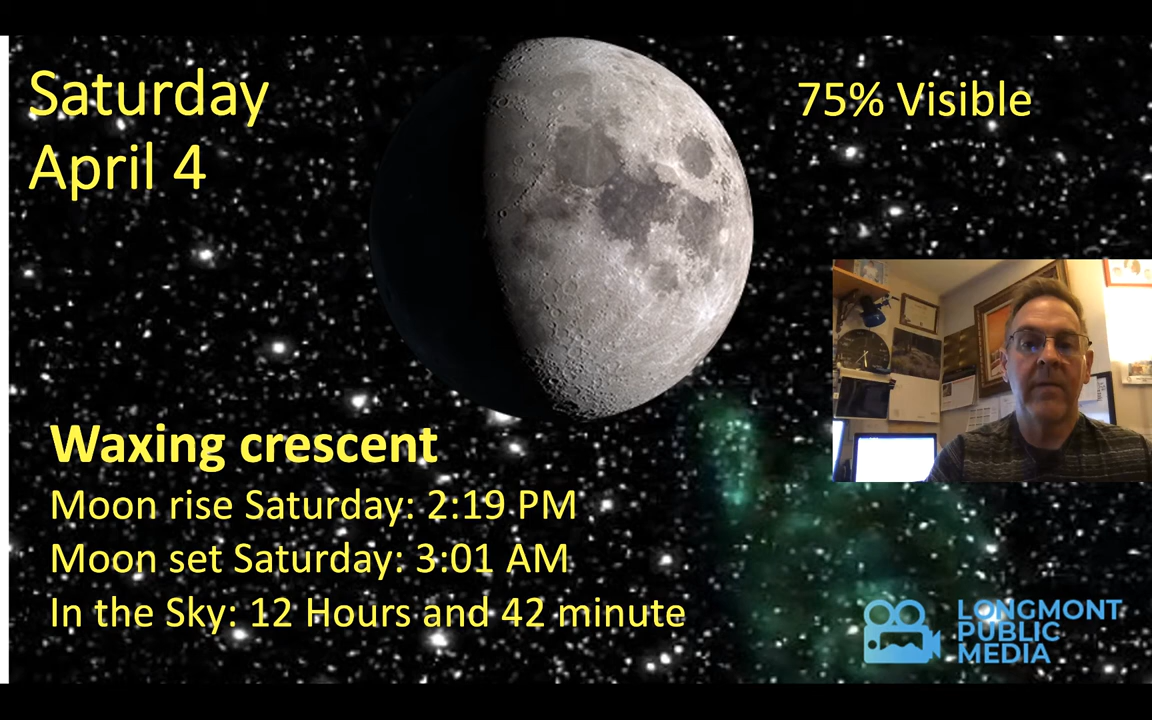 Saturday
April 4
75% Visible
Waxing crescent
Moon rise Saturday: 2:19 PM
Moon set Saturday: 3:01 AM
In the Sky: 12 Hours and 42 minute
LONGMONT
PUBLIC
MEDIA